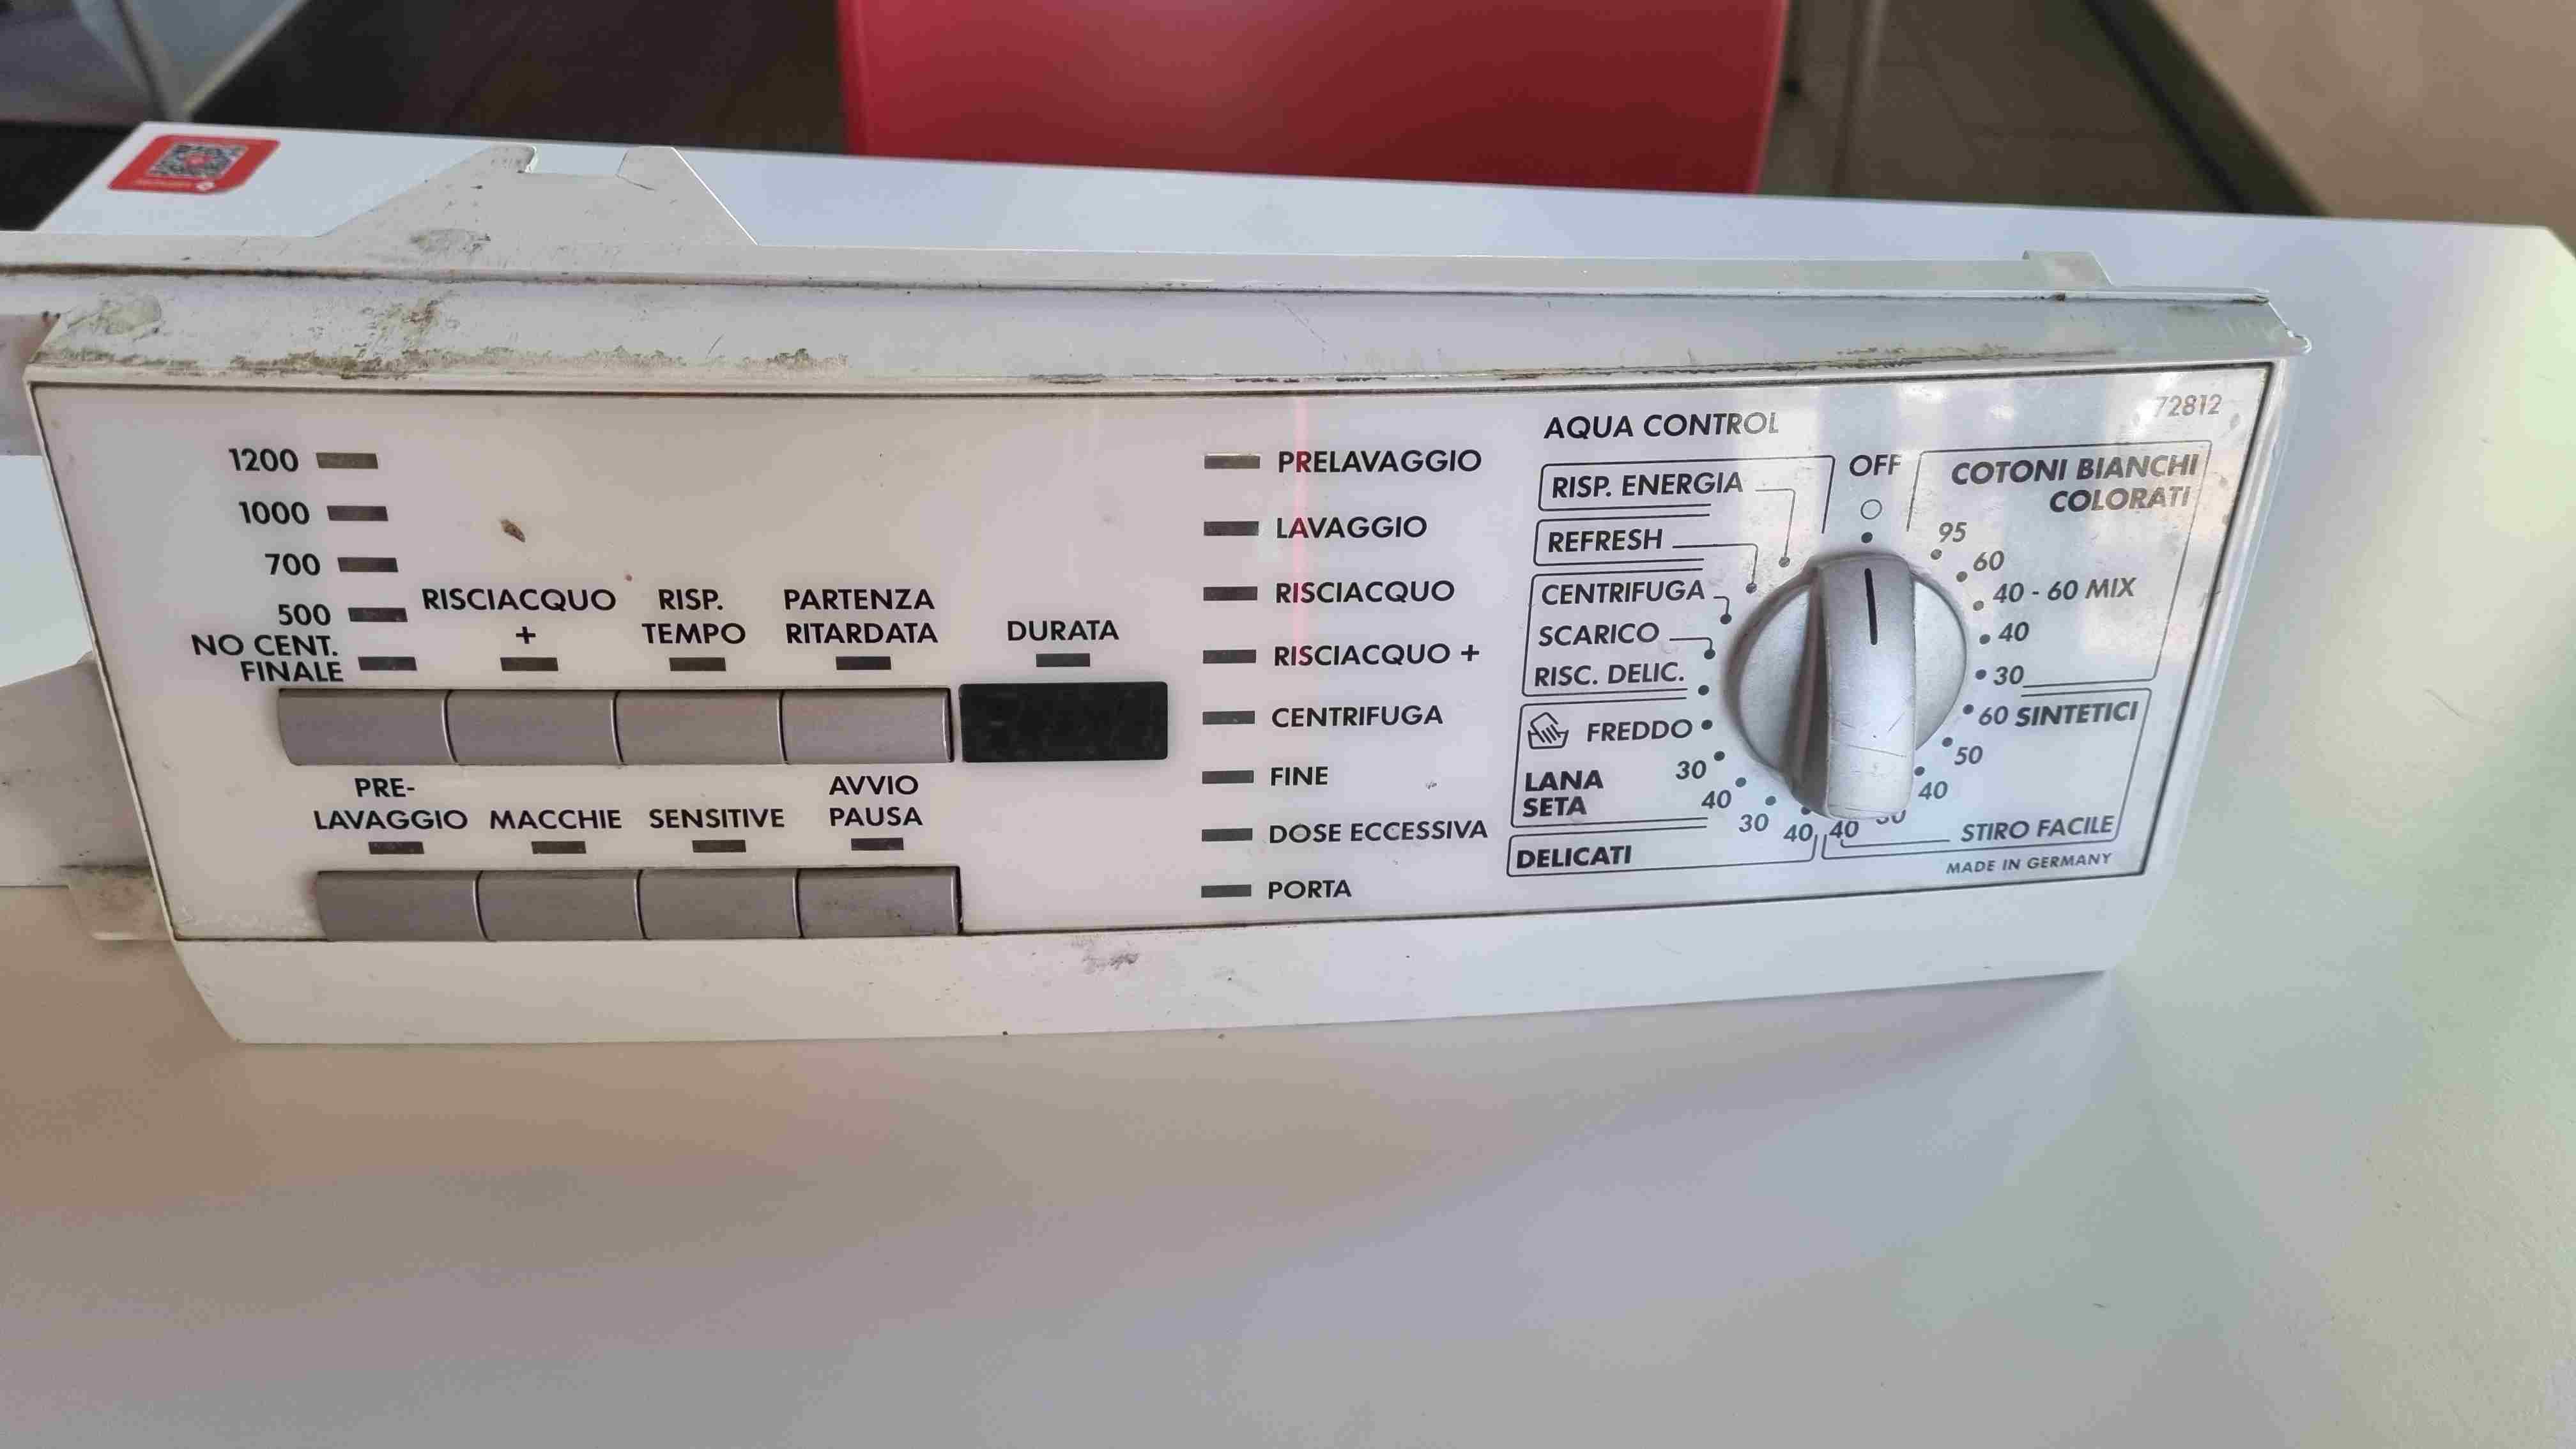 1200
1000
700
500
NO CENT.
FINALE
RISCIACQUO
+
RISP.
TEMPO
PARTENZA
RITARDATA
DURATA
PRE-
LAVAGGIO
MACCHIE
SENSITIVE
AVVIO
PAUSA
PRELAVAGGIO
LAVAGGIO
RISCIACQUO
RISCIACQUO +
CENTRIFUGA
FINE
DOSE ECCESSIVA
PORTA
AQUA CONTROL
72812
RISP. ENERGIA
REFRESH
CENTRIFUGA
SCARICO
RISC. DELIC.
FREDDO
30
LANA
SETA
40
30
40
DELICATI
OFF
COTONI BIANCHI
COLORATI
95
60
40 - 60 MIX
40
30
60 SINTETICI
50
40
40
STIRO FACILE
MADE IN GERMANY